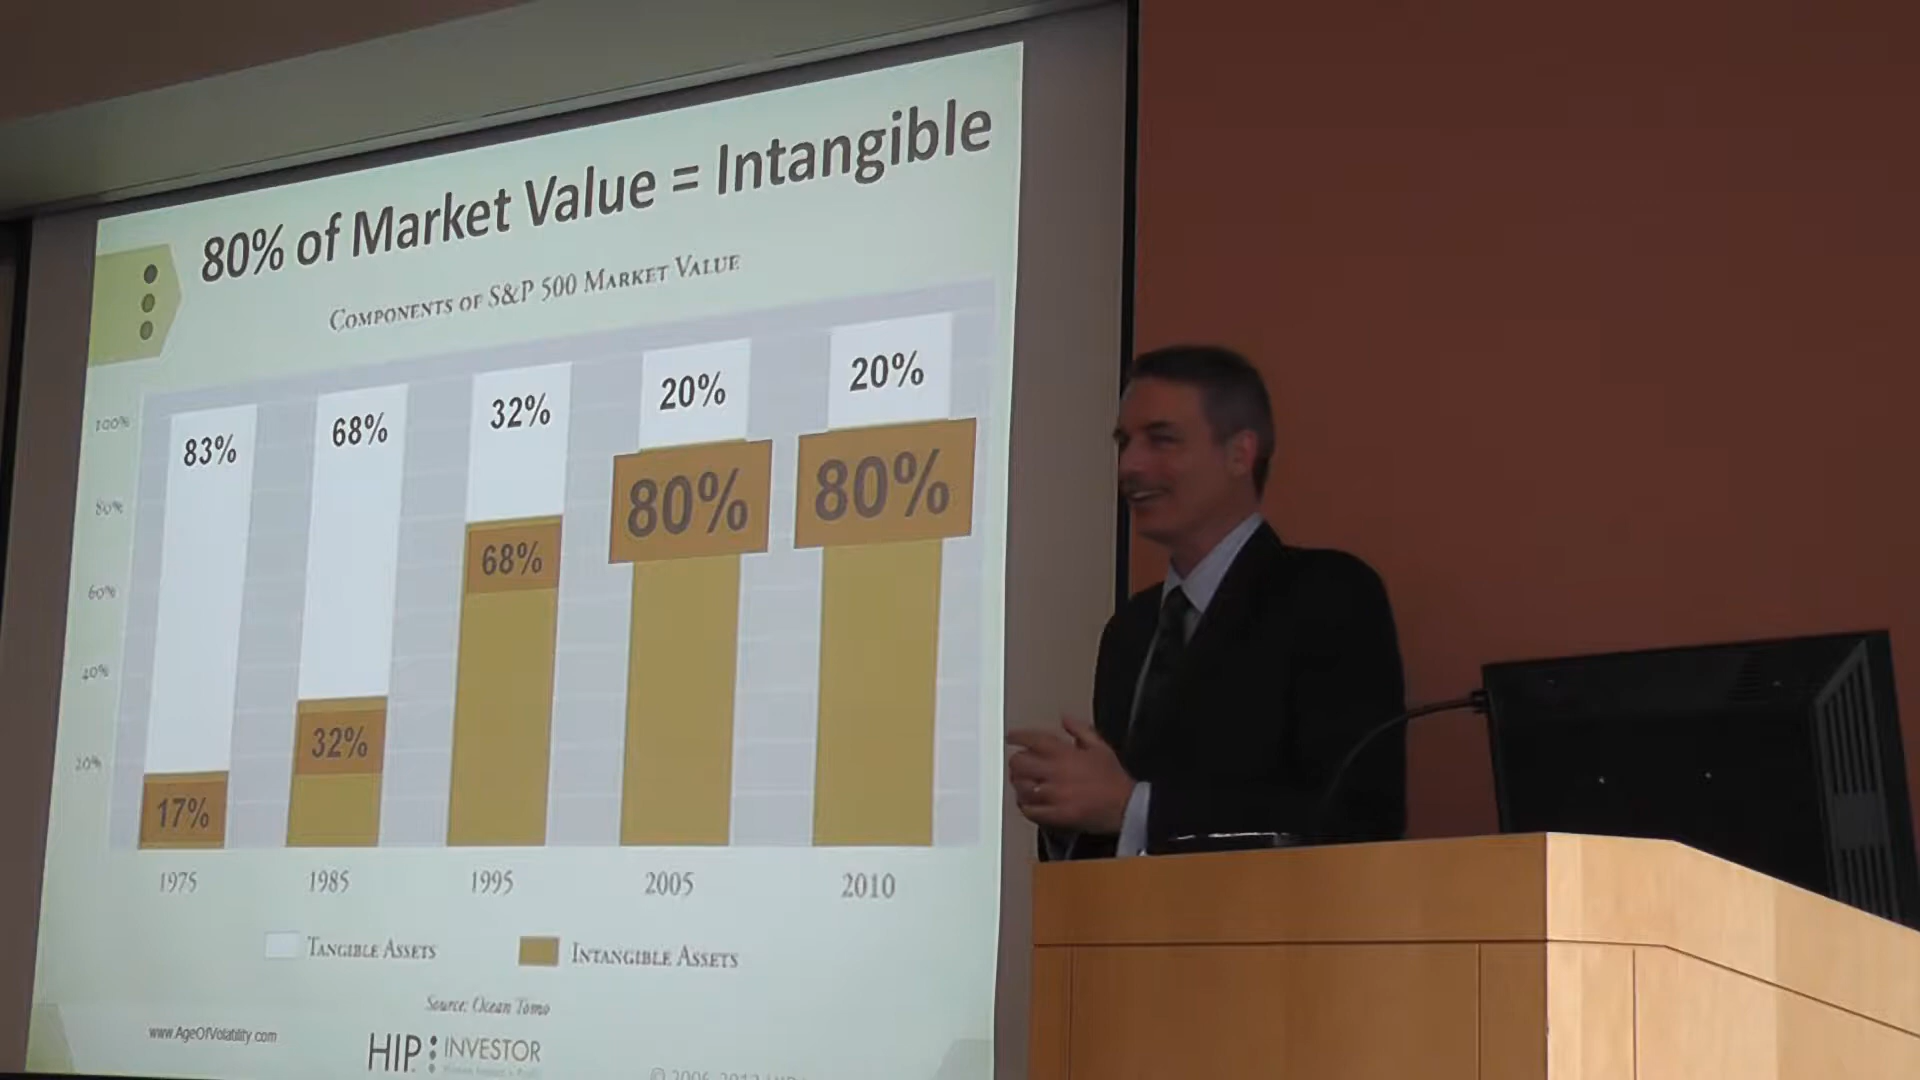 80% of Market Value = Intangible
COMPONENTS OF S&P 500 MARKET VALUE
100%
80%
60%
40%
20%
83%
68%
32%
20%
20%
17%
32%
68%
80%
80%
1975
1985
1995
2005
2010
TANGIBLE ASSETS
INTANGIBLE ASSETS
Source: Ocean Tomo
www.AgeOfVolatility.com
HIP INVESTOR